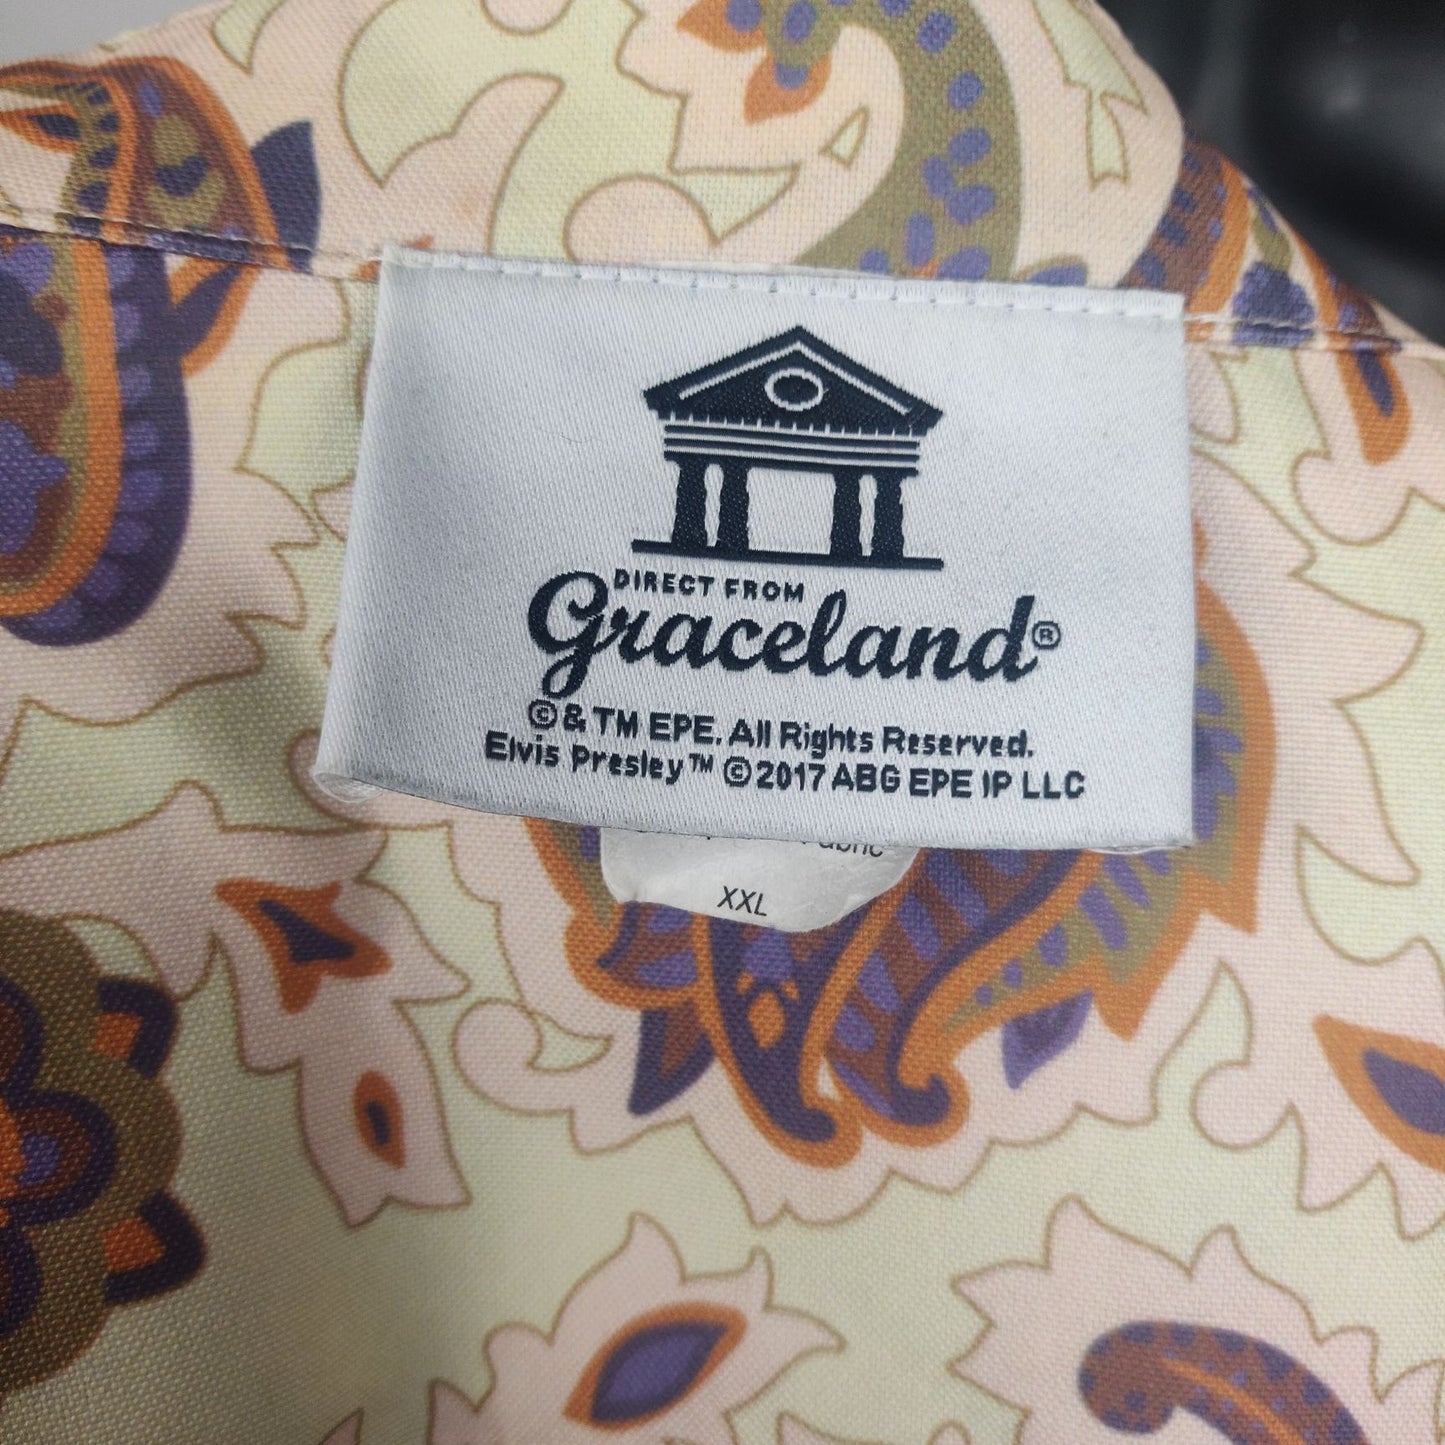 DIRECT FROM
Graceland®
©&TM EPE. All Rights Reserved.
Elvis Presley™ ©2017 ABG EPE IP LLC
XXL